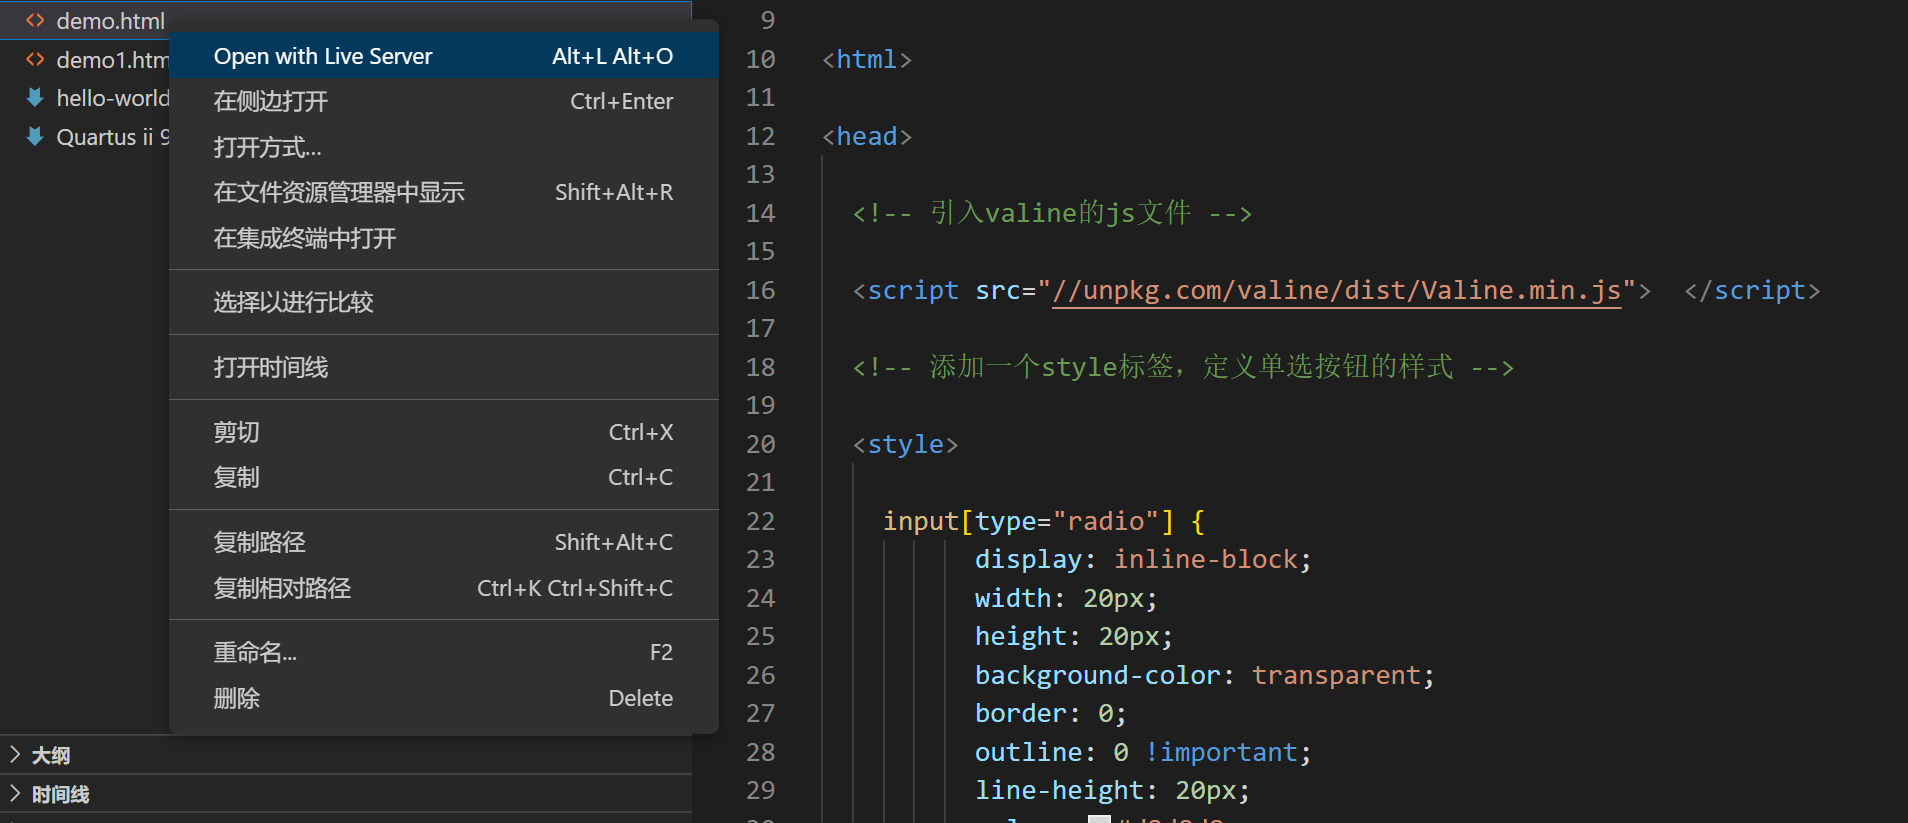 demo.html
demo1.htm
hello-world
Quartus ii 9
Open with Live Server Alt+L Alt+O
在侧边打开 Ctrl+Enter
打开方式...
在文件资源管理器中显示 Shift+Alt+R
在集成终端中打开
选择以进行比较
打开时间线
剪切 Ctrl+X
复制 Ctrl+C
复制路径 Shift+Alt+C
复制相对路径 Ctrl+K Ctrl+Shift+C
重命名... F2
删除 Delete
大纲
时间线
9
10 <html>
11
12 <head>
13
14 <!-- 引入valine的js文件 -->
15
16 <script src="//unpkg.com/valine/dist/Valine.min.js"> </script>
17
18 <!-- 添加一个style标签，定义单选按钮的样式 -->
19
20 <style>
21
22 input[type="radio"] {
23 display: inline-block;
24 width: 20px;
25 height: 20px;
26 background-color: transparent;
27 border: 0;
28 outline: 0 !important;
29 line-height: 20px;